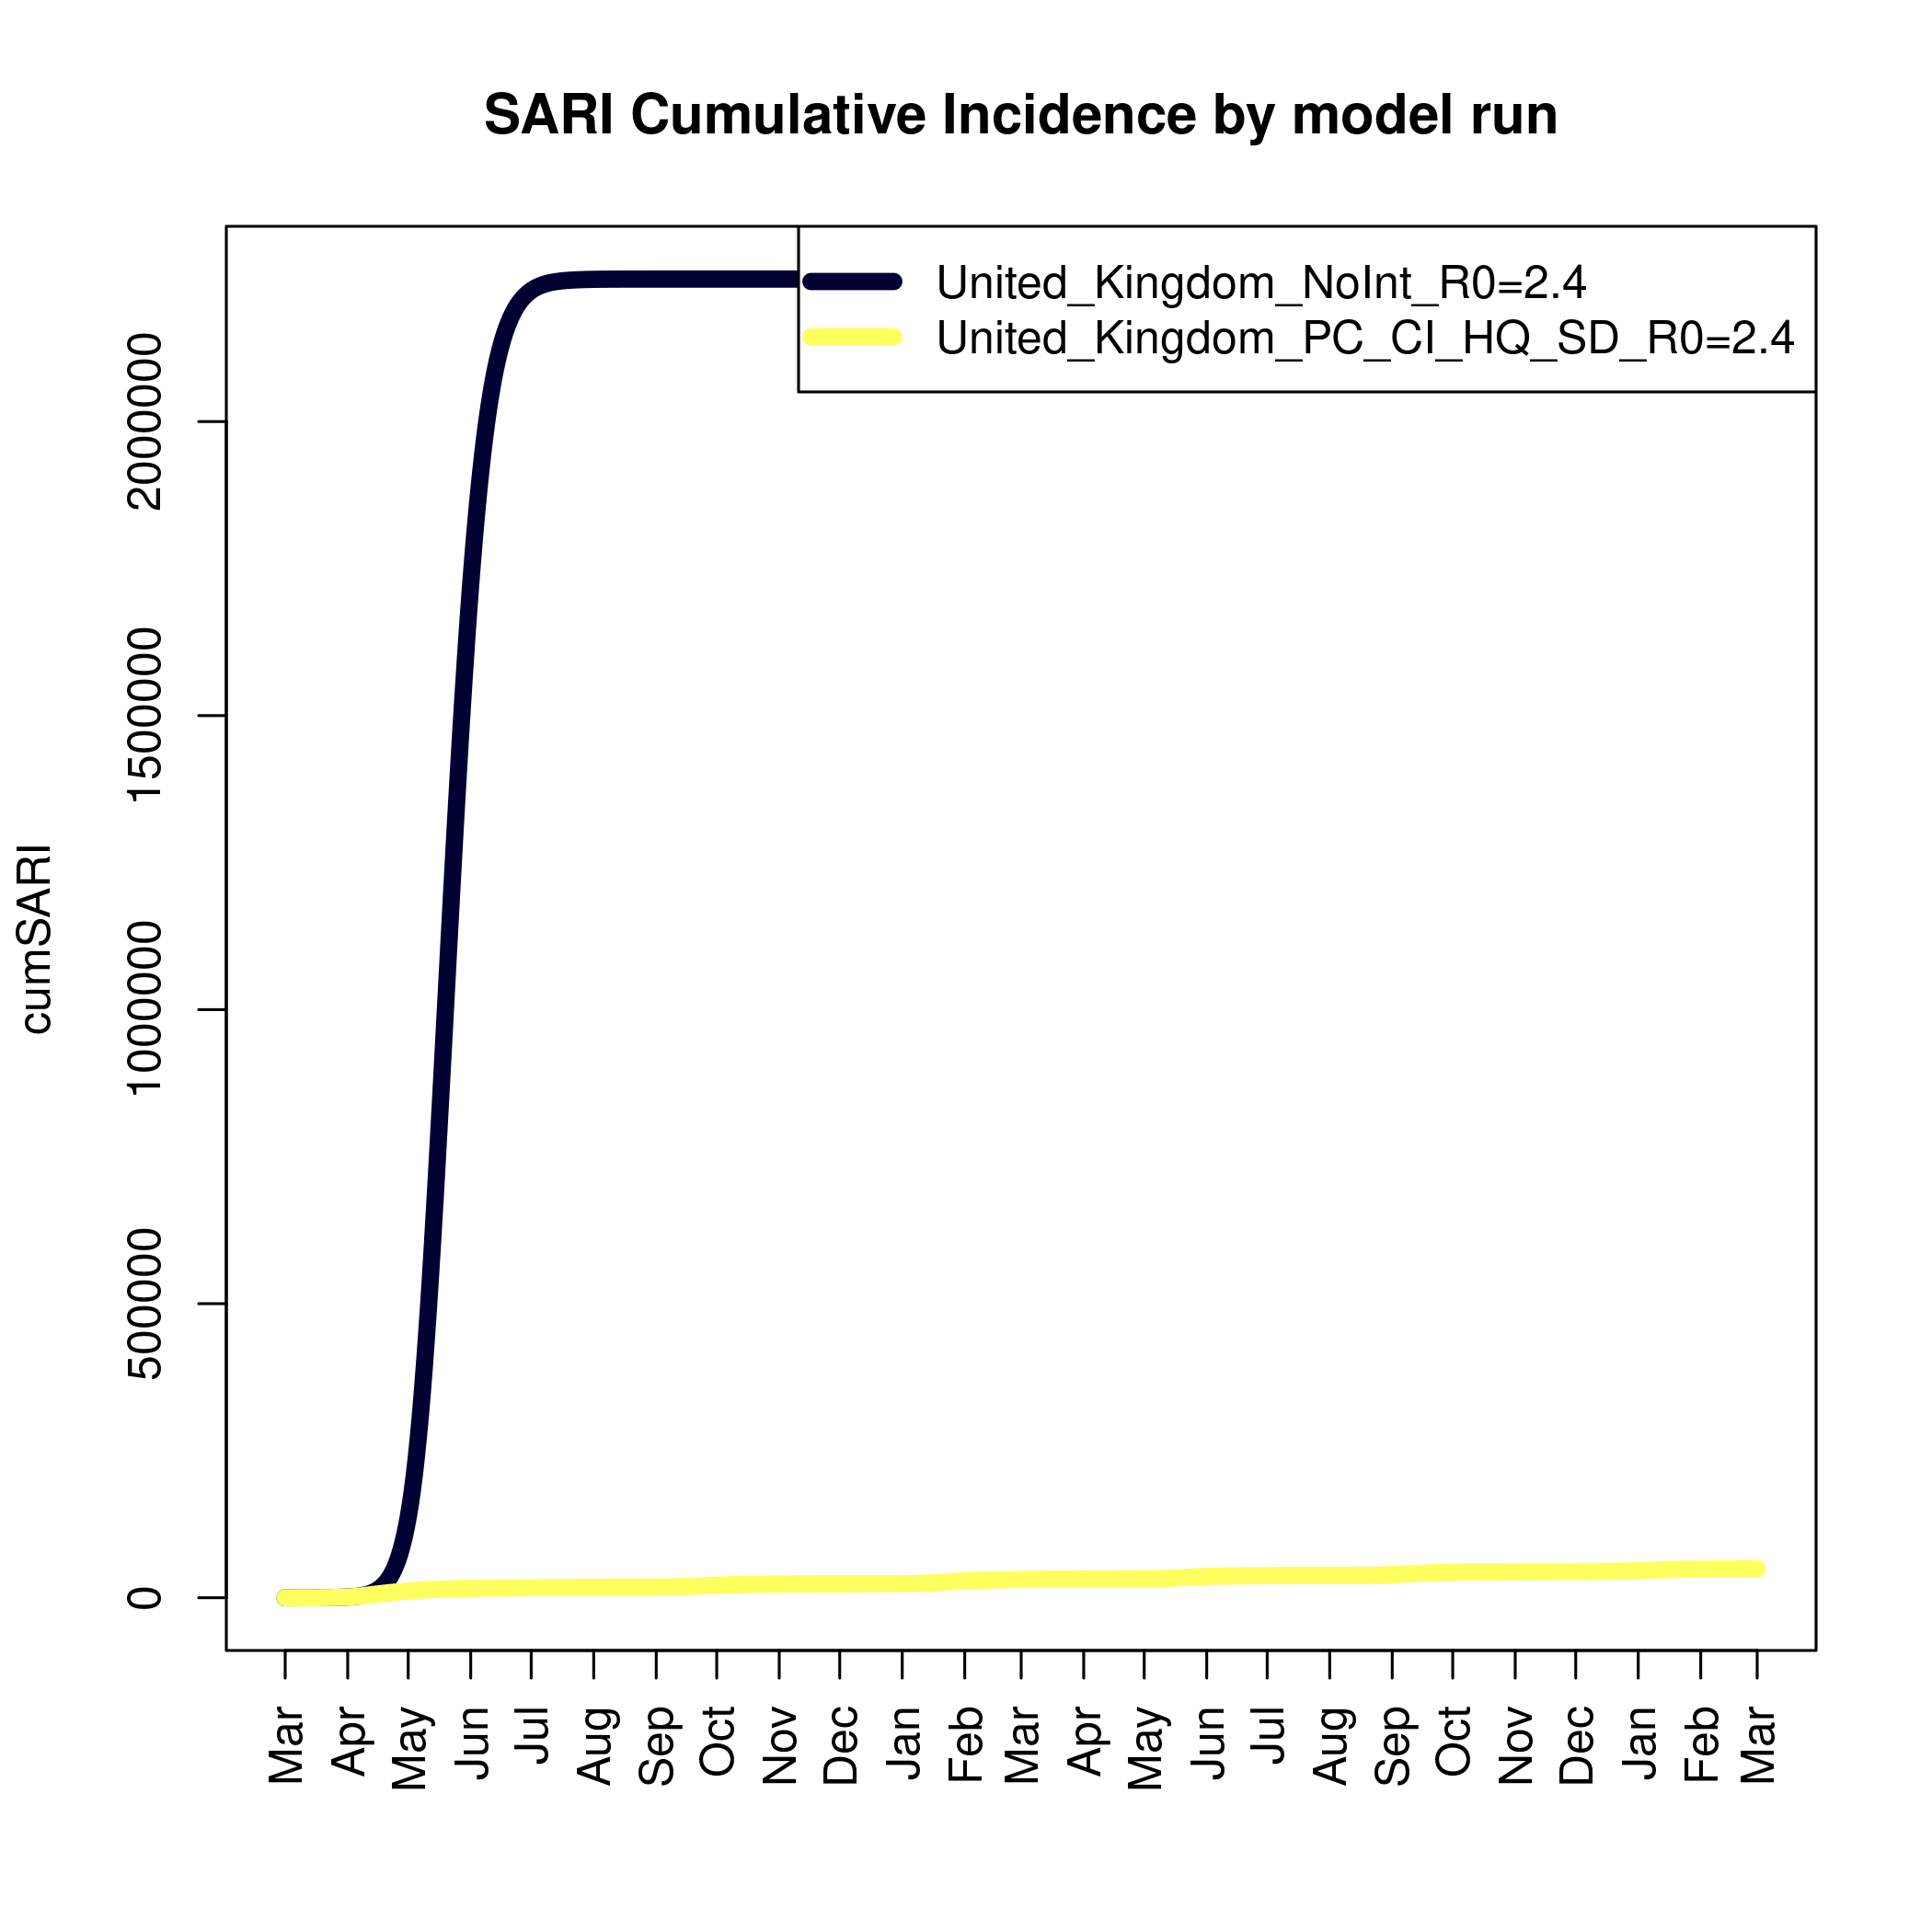 SARI Cumulative Incidence by model run
United_Kingdom_NoInt_R0=2.4
United_Kingdom_PC_CI_HQ_SD_R0=2.4
cumSARI
2000000
1500000
1000000
500000
0
Mar Apr May Jun Jul Aug Sep Oct Nov Dec Jan Feb Mar Apr May Jun Jul Aug Sep Oct Nov Dec Jan Feb Mar